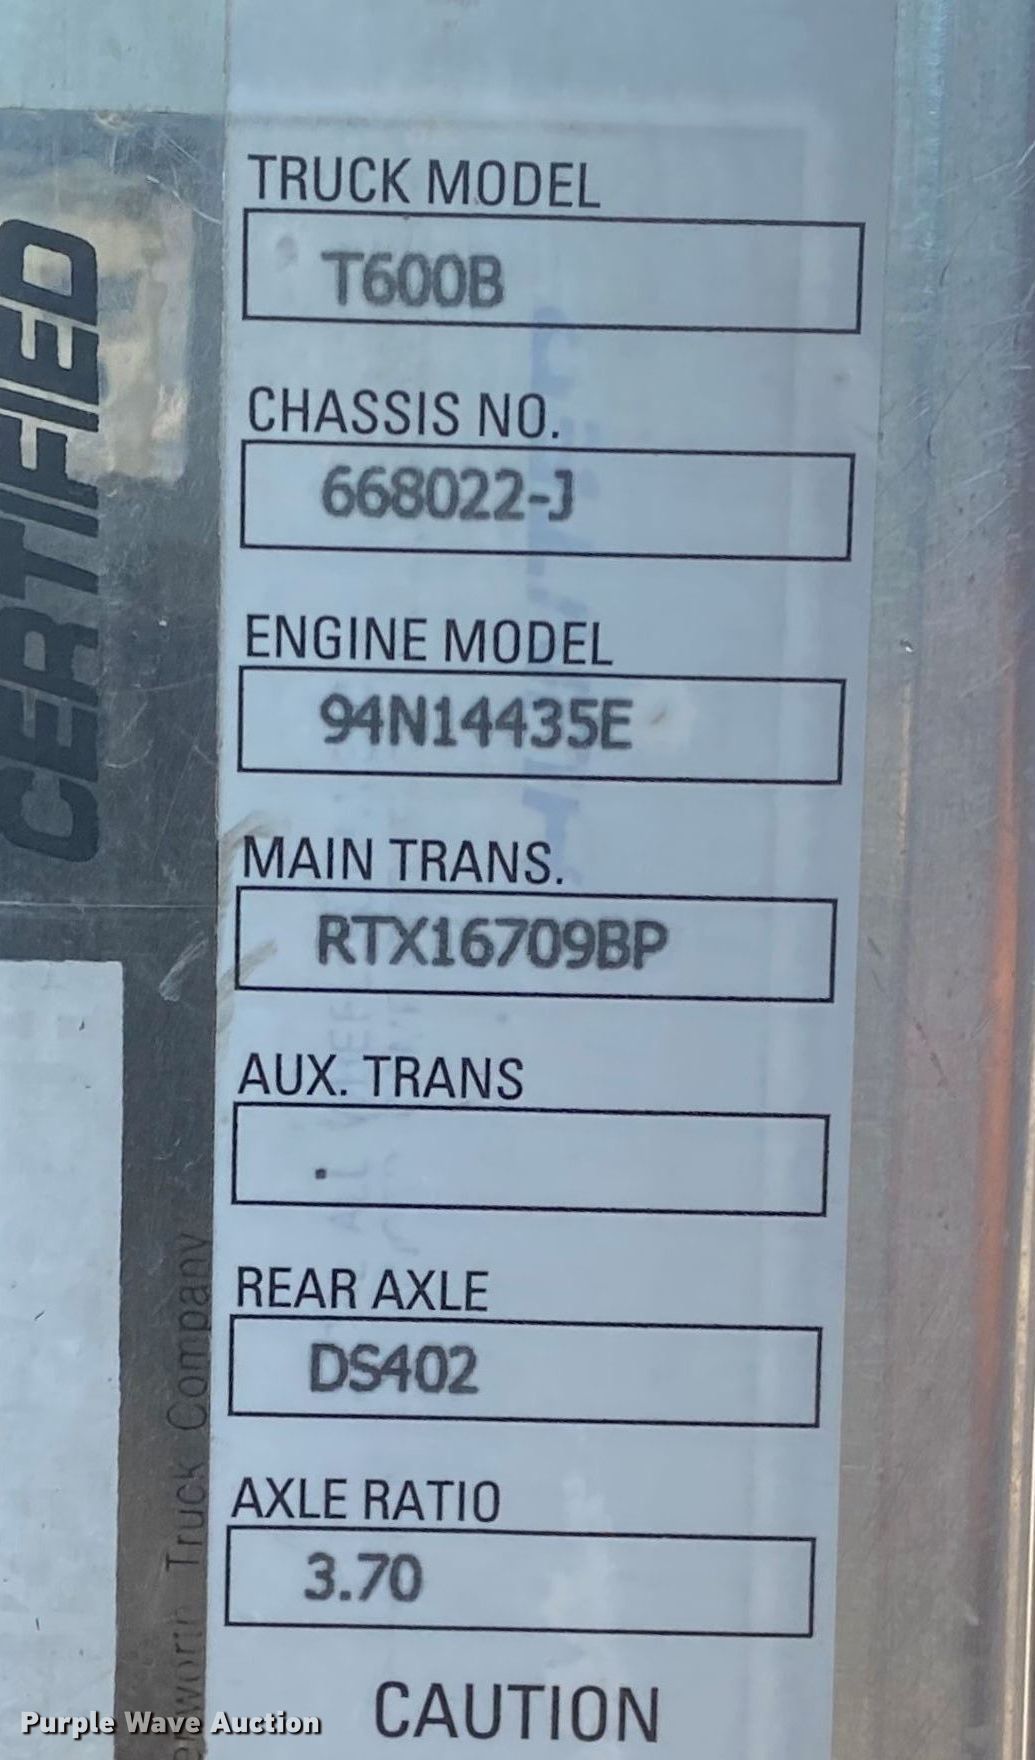 TRUCK MODEL
T600B
CHASSIS NO.
668022-J
ENGINE MODEL
94N14435E
MAIN TRANS.
RTX16709BP
AUX. TRANS
.
REAR AXLE
DS402
AXLE RATIO
3.70
CAUTION
CERTIFIED
Truck Company
Purple Wave Auction